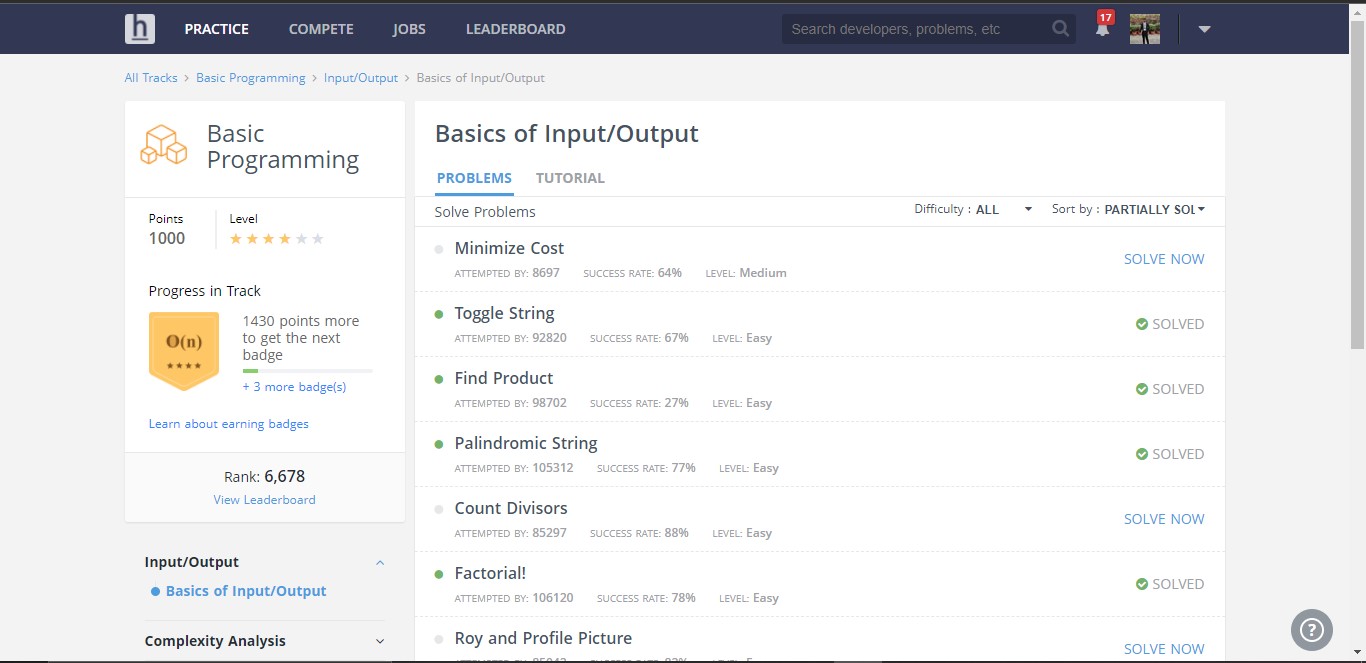 h PRACTICE COMPETE JOBS LEADERBOARD Search developers, problems, etc 17
All Tracks > Basic Programming > Input/Output > Basics of Input/Output
Basic
Programming
Points
1000
Level
Progress in Track
O(n)
1430 points more
to get the next
badge
+ 3 more badge(s)
Learn about earning badges
Rank: 6,678
View Leaderboard
Input/Output
Basics of Input/Output
Complexity Analysis
Basics of Input/Output
PROBLEMS TUTORIAL
Solve Problems Difficulty : ALL Sort by : PARTIALLY SOL
Minimize Cost
ATTEMPTED BY: 8697 SUCCESS RATE: 64% LEVEL: Medium
SOLVE NOW
Toggle String
ATTEMPTED BY: 92820 SUCCESS RATE: 67% LEVEL: Easy
SOLVED
Find Product
ATTEMPTED BY: 98702 SUCCESS RATE: 27% LEVEL: Easy
SOLVED
Palindromic String
ATTEMPTED BY: 105312 SUCCESS RATE: 77% LEVEL: Easy
SOLVED
Count Divisors
ATTEMPTED BY: 85297 SUCCESS RATE: 88% LEVEL: Easy
SOLVE NOW
Factorial!
ATTEMPTED BY: 106120 SUCCESS RATE: 78% LEVEL: Easy
SOLVED
Roy and Profile Picture
SOLVE NOW
?